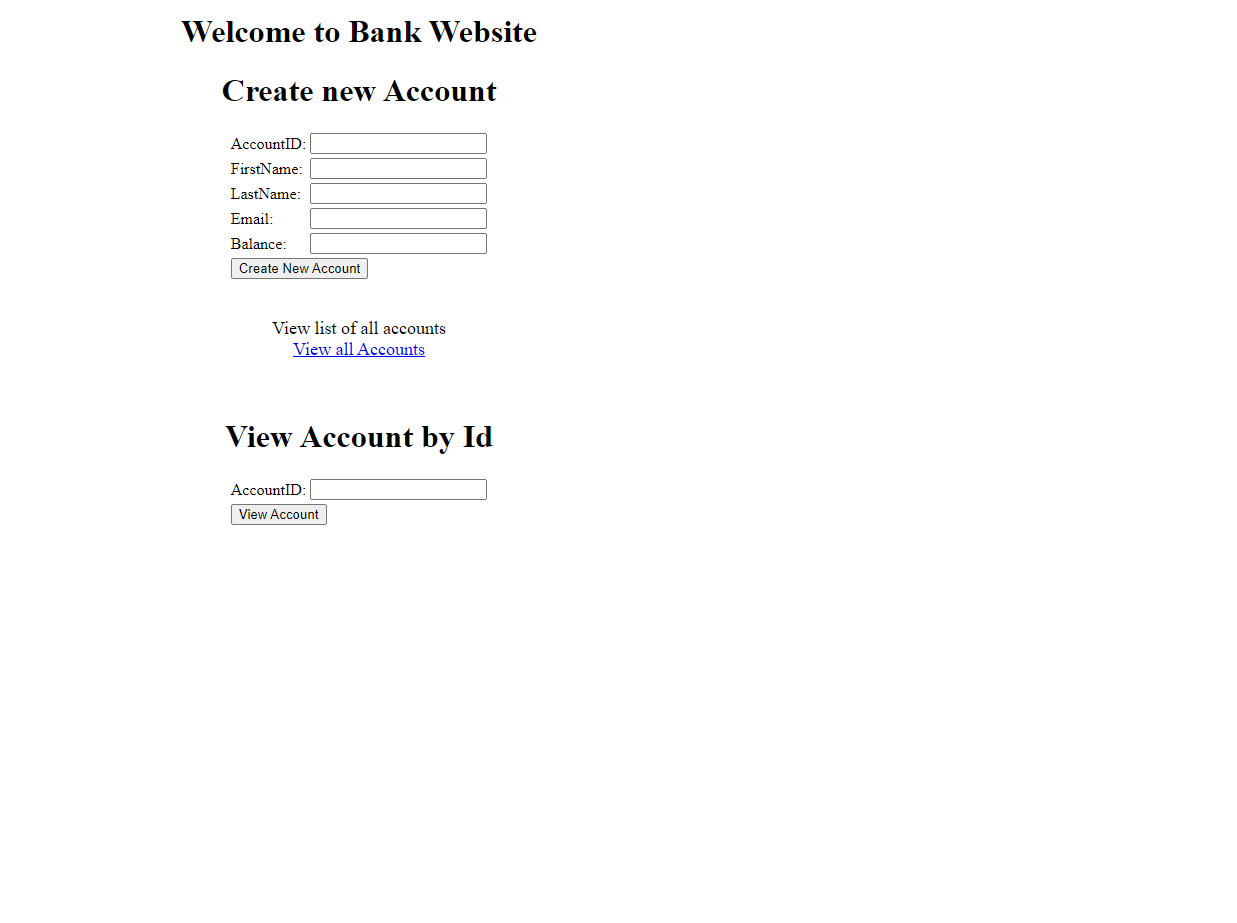 Welcome to Bank Website
Create new Account
AccountID:
FirstName:
LastName:
Email:
Balance:
Create New Account
View list of all accounts
View all Accounts
View Account by Id
AccountID:
View Account